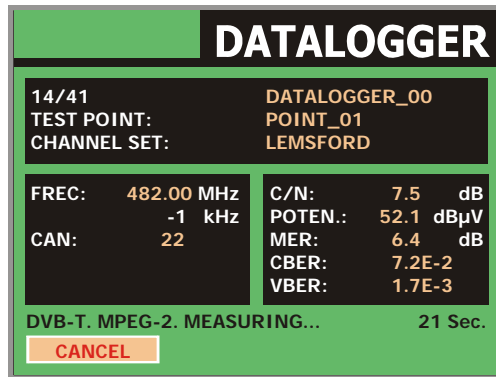 DATALOGGER
14/41 DATALOGGER_00
TEST POINT: POINT_01
CHANNEL SET: LEMSFORD
FREC: 482.00 MHz
-1 kHz
CAN: 22
C/N: 7.5 dB
POTEN.: 52.1 dBµV
MER: 6.4 dB
CBER: 7.2E-2
VBER: 1.7E-3
DVB-T. MPEG-2. MEASURING... 21 Sec.
CANCEL